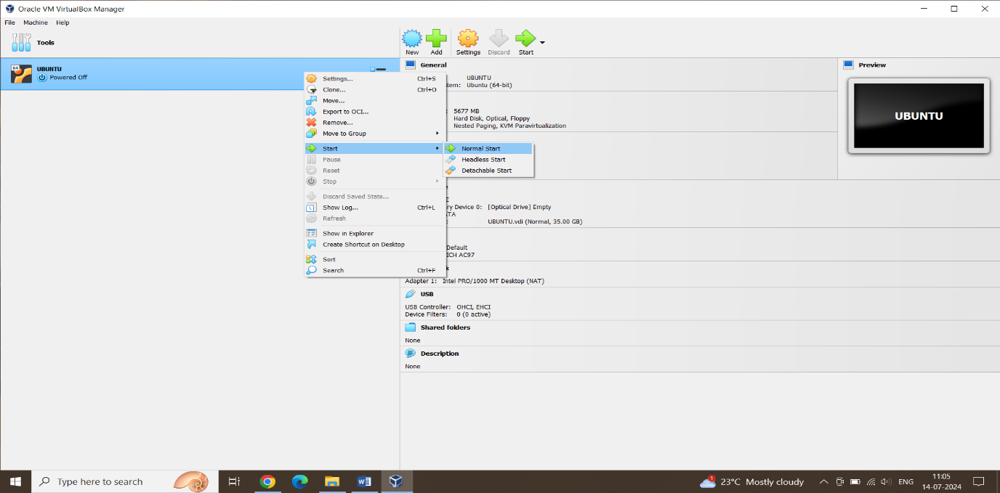 Oracle VM VirtualBox Manager
File Machine Help
Tools
New Add Settings Discard Start
64
UBUNTU
Powered Off
Settings... Ctrl+S
Clone... Ctrl+O
Move...
Export to OCI...
Remove...
Move to Group
Start
Pause
Reset
Stop
Discard Saved State...
Show Log... Ctrl+L
Refresh
Show in Explorer
Create Shortcut on Desktop
Sort
Search Ctrl+F
Normal Start
Headless Start
Detachable Start
General
UBUNTU
tem: Ubuntu (64-bit)
5677 MB
Hard Disk, Optical, Floppy
Nested Paging, KVM Paravirtualization
ry Device 0: [Optical Drive] Empty
UBUNTU.vdi (Normal, 35.00 GB)
Default
ICH AC97
Adapter 1: Intel PRO/1000 MT Desktop (NAT)
USB
USB Controller: OHCI, EHCI
Device Filters: 0 (0 active)
Shared folders
None
Description
None
Preview
UBUNTU
Type here to search
1
23°C Mostly cloudy
ENG
11:05
14-07-2024